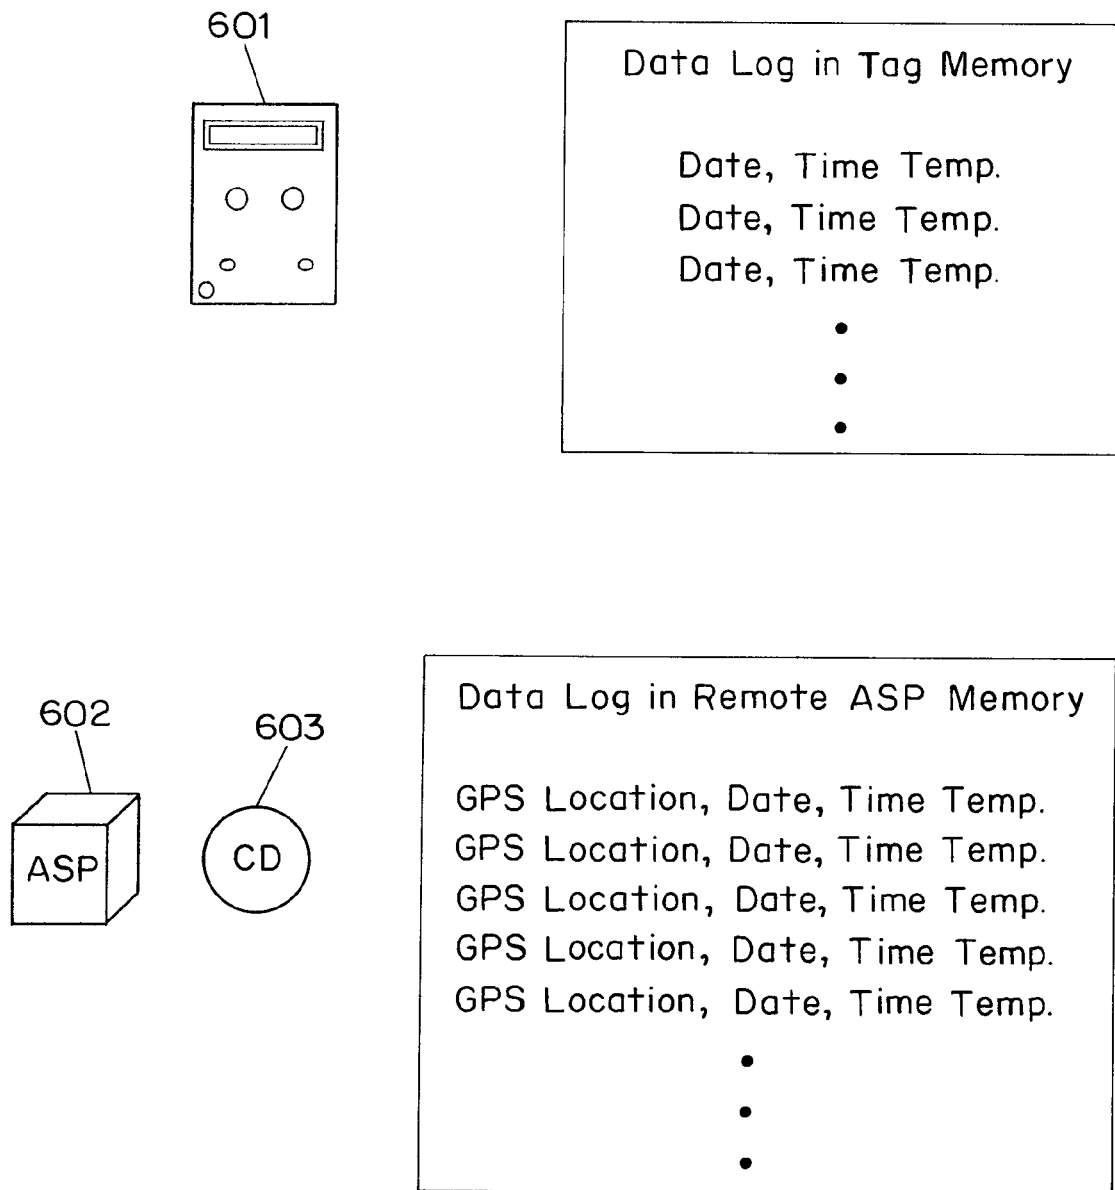 601
Data Log in Tag Memory
Date, Time Temp.
Date, Time Temp.
Date, Time Temp.
602
603
ASP
CD
Data Log in Remote ASP Memory
GPS Location, Date, Time Temp.
GPS Location, Date, Time Temp.
GPS Location, Date, Time Temp.
GPS Location, Date, Time Temp.
GPS Location, Date, Time Temp.